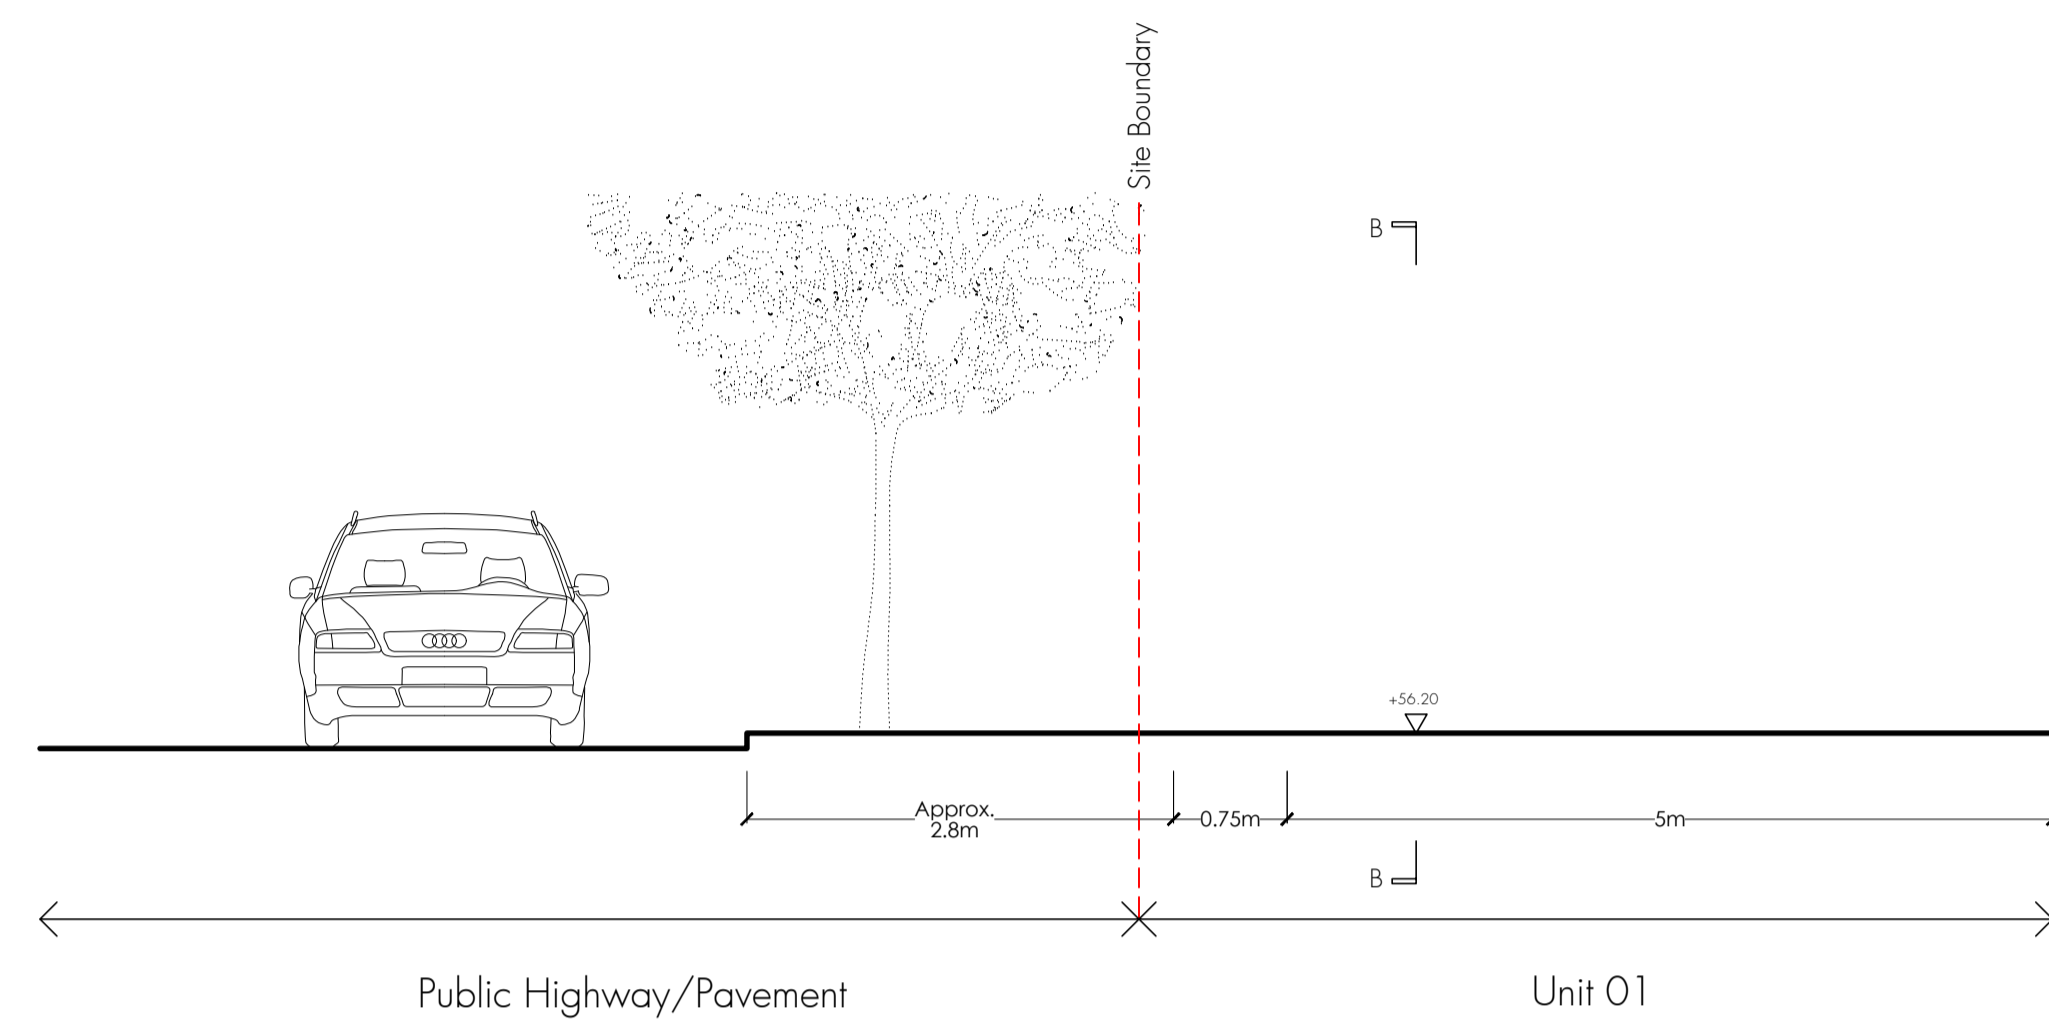 Site Boundary
B
+56.20
Approx.
2.8m
0.75m
5m
B
Public Highway/Pavement
Unit 01